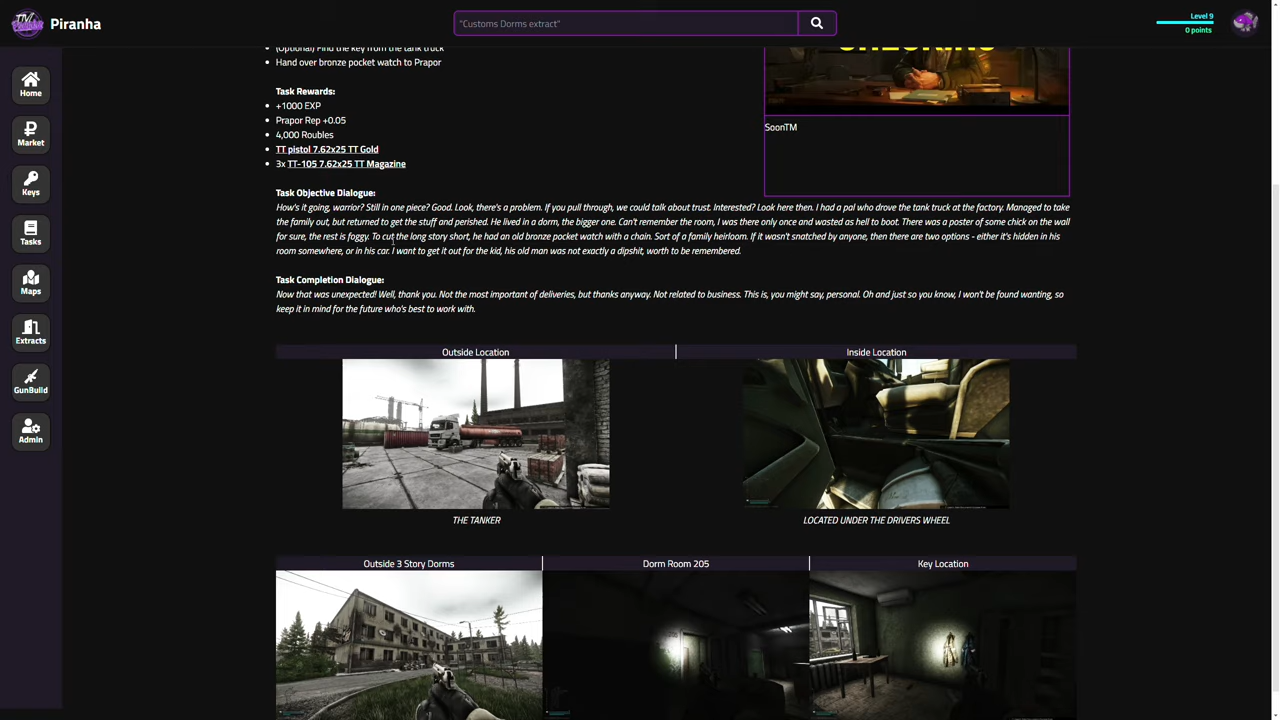 Piranha
"Customs Dorms extract"
Level 9
0 points
Home
Market
Keys
Tasks
Maps
Extracts
GunBuild
Admin
(Optional) Find the key from the tank truck
Hand over bronze pocket watch to Prapor
CHECKING
SoonTM
Task Rewards:
+1000 EXP
Prapor Rep +0.05
4,000 Roubles
TT pistol 7.62x25 TT Gold
3x TT-105 7.62x25 TT Magazine
Task Objective Dialogue:
How's it going, warrior? Still in one piece? Good. Look, there's a problem. If you pull through, we could talk about trust. Interested? Look here then. I had a pal who drove the tank truck at the factory. Managed to
take the family out, but returned to get the stuff and perished. He lived in a dorm, the bigger one. Can't remember the room, I was there only once and wasted as hell to boot. There was a poster of some chick on the wall
for sure, the rest is foggy. To cut the long story short, he had an old bronze pocket watch with a chain. Sort of a family heirloom. If it wasn't snatched by anyone, then there are two options - either it's hidden in his
room somewhere, or in his car. I want to get it out for the kid, his old man was not exactly a dipshit, worth to be remembered.
Task Completion Dialogue:
Now that was unexpected! Well, thank you. Not the most important of deliveries, but thanks anyway. Not related to business. This is, you might say, personal. Oh and just so you know, I won't be found wanting, so
keep it in mind for the future who's best to work with.
Outside Location
Inside Location
THE TANKER
LOCATED UNDER THE DRIVERS WHEEL
Outside 3 Story Dorms
Dorm Room 205
Key Location